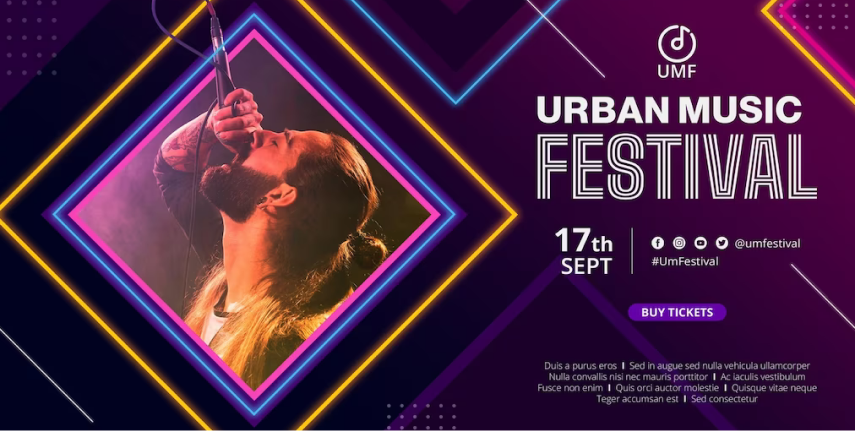 UMF
URBAN MUSIC
FESTIVAL
17th
SEPT
@umfestival
#UmFestival
BUY TICKETS
Duis a purus eros I Sed in augue sed nulla vehicula ullamcorper
Nulla convallis nisi nec mauris porttitor I Ac iaculis vestibulum
Fusce non enim I Quis orci auctor molestie I Quisque vitae neque
Teger accumsan est I Sed consectetur